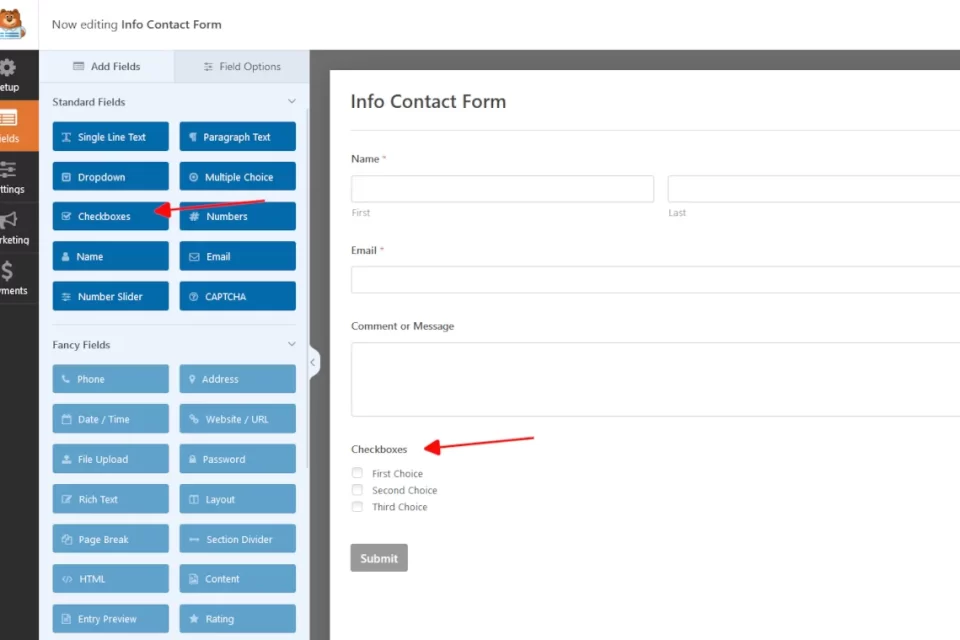 Now editing Info Contact Form
etup
ields
ttings
rketing
yments
Add Fields
Field Options
Standard Fields
Single Line Text
Paragraph Text
Dropdown
Multiple Choice
Checkboxes
Numbers
Name
Email
Number Slider
CAPTCHA
Fancy Fields
Phone
Address
Date / Time
Website / URL
File Upload
Password
Rich Text
Layout
Page Break
Section Divider
HTML
Content
Entry Preview
Rating
Info Contact Form
Name *
First
Last
Email *
Comment or Message
Checkboxes
First Choice
Second Choice
Third Choice
Submit